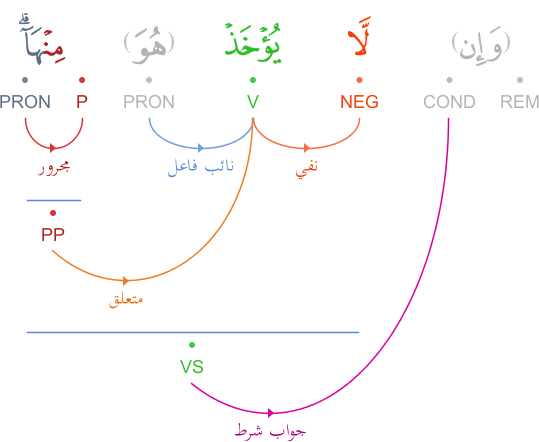 (وَإِن) لَّا يُؤْخَذْ (هُوَ) مِنْهَآ ۗ
PRON P PRON V NEG COND REM
مجرور نائب فاعل نفي
PP
متعلق
VS
جواب شرط